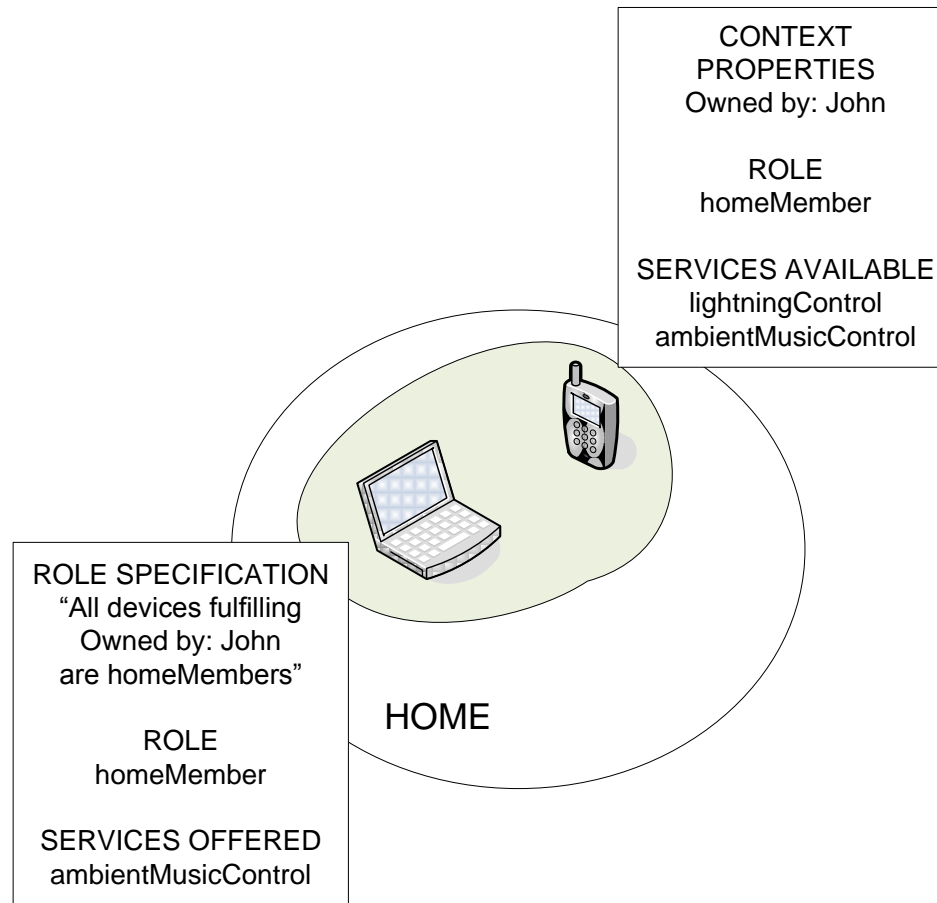 CONTEXT
PROPERTIES
Owned by: John
ROLE
homeMember
SERVICES AVAILABLE
lightningControl
ambientMusicControl
ROLE SPECIFICATION
“All devices fulfilling
Owned by: John
are homeMembers”
ROLE
homeMember
SERVICES OFFERED
ambientMusicControl
HOME